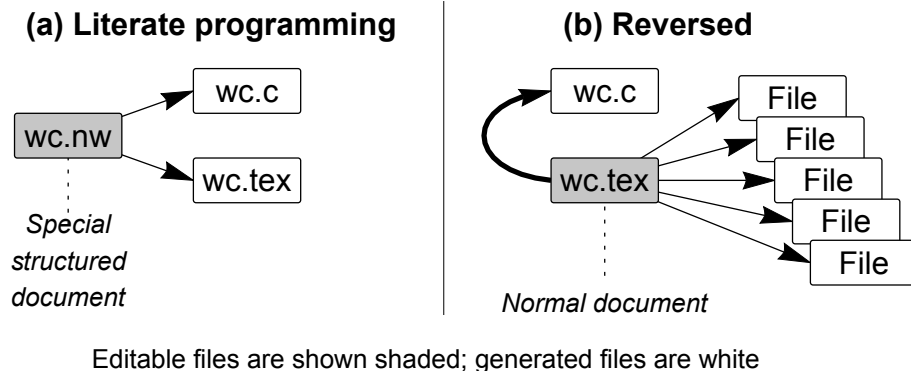 (a) Literate programming
wc.c
wc.nw
wc.tex
Special
structured
document
(b) Reversed
wc.c
wc.tex
File
File
File
File
File
Normal document
Editable files are shown shaded; generated files are white